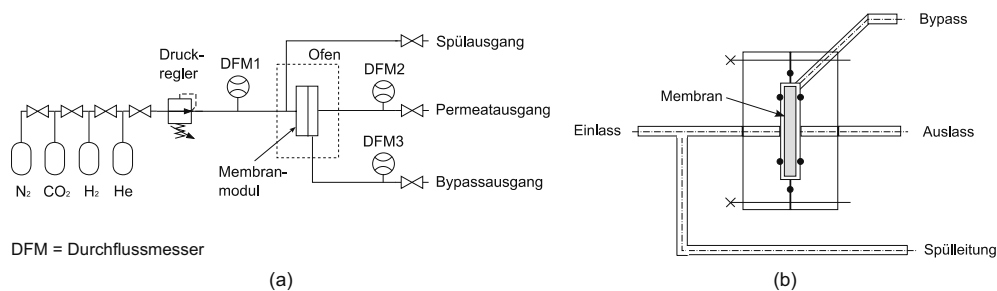 Druck-
regler
DFM1
Ofen
Spülausgang
DFM2
Permeatausgang
DFM3
Membran-
modul
Bypassausgang
N₂ CO₂ H₂ He
DFM = Durchflussmesser
(a)
Bypass
Membran
Einlass
Auslass
Spülleitung
(b)